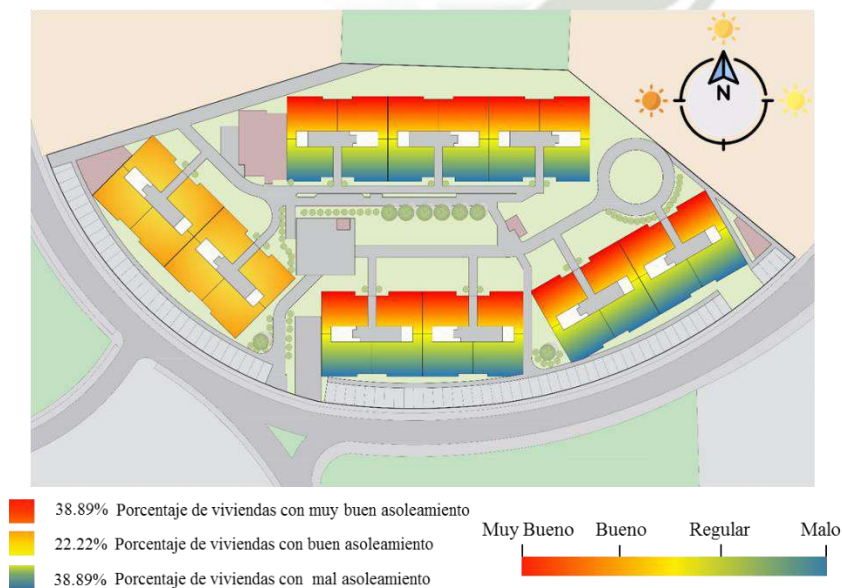 N
38.89% Porcentaje de viviendas con muy buen asoleamiento
22.22% Porcentaje de viviendas con buen asoleamiento
38.89% Porcentaje de viviendas con mal asoleamiento
Muy Bueno Bueno Regular Malo